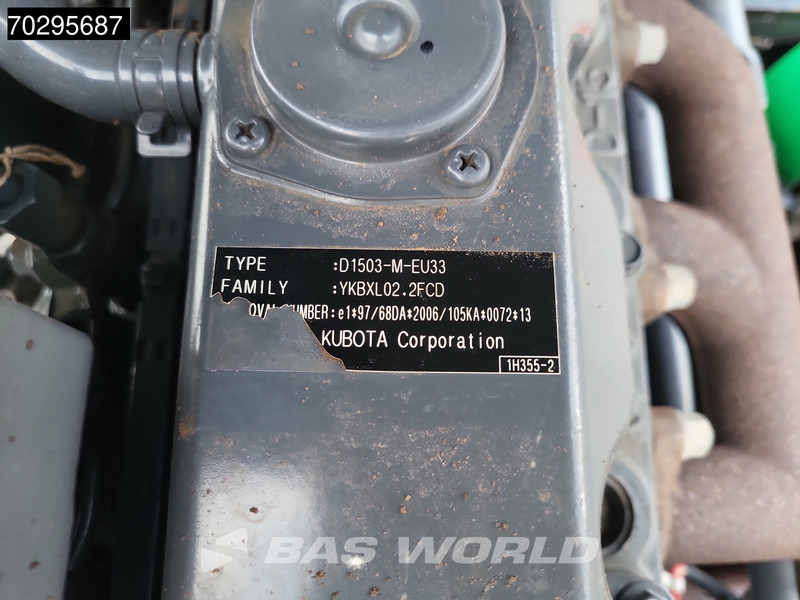 70295687
TYPE :D1503-M-EU33
FAMILY :YKBXL02.2FCD
:e1*97/68DA*2006/105KA*0072*13
KUBOTA Corporation
1H355-2
BAS WORLD